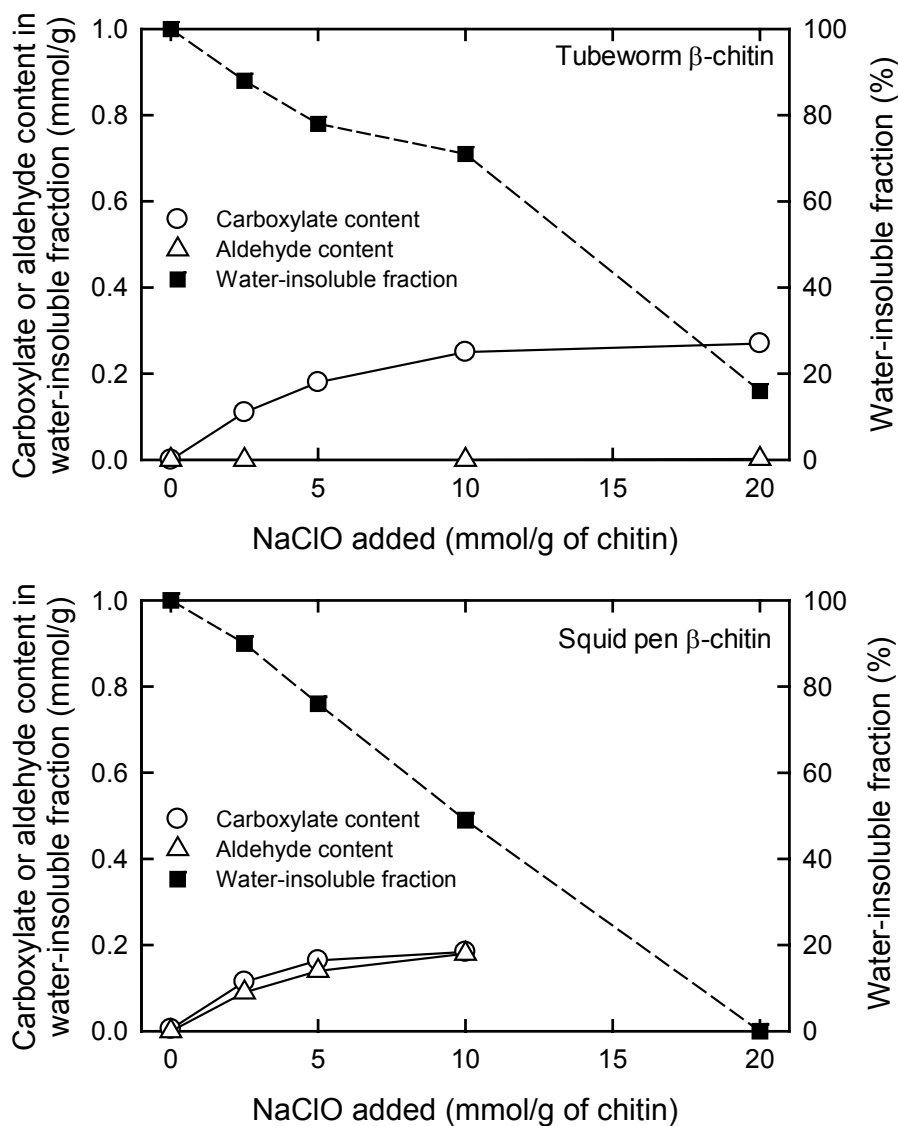 Carboxylate or aldehyde content in
water-insoluble fractdion (mmol/g)
1.0
0.8
0.6
0.4
0.2
0.0
Tubeworm β-chitin
Carboxylate content
Aldehyde content
Water-insoluble fraction
100
80
60
40
20
0
Water-insoluble fraction (%)
0 5 10 15 20
NaClO added (mmol/g of chitin)
Carboxylate or aldehyde content in
water-insoluble fraction (mmol/g)
1.0
0.8
0.6
0.4
0.2
0.0
Squid pen β-chitin
Carboxylate content
Aldehyde content
Water-insoluble fraction
100
80
60
40
20
0
Water-insoluble fraction (%)
0 5 10 15 20
NaClO added (mmol/g of chitin)